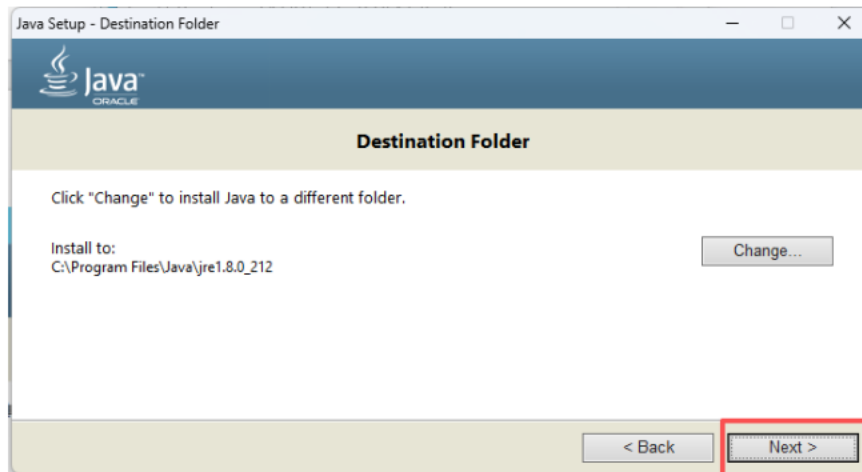 Java Setup - Destination Folder
Java™
ORACLE
Destination Folder
Click "Change" to install Java to a different folder.
Install to:
Change...
C:\Program Files\Java\jre1.8.0_212
< Back
Next >